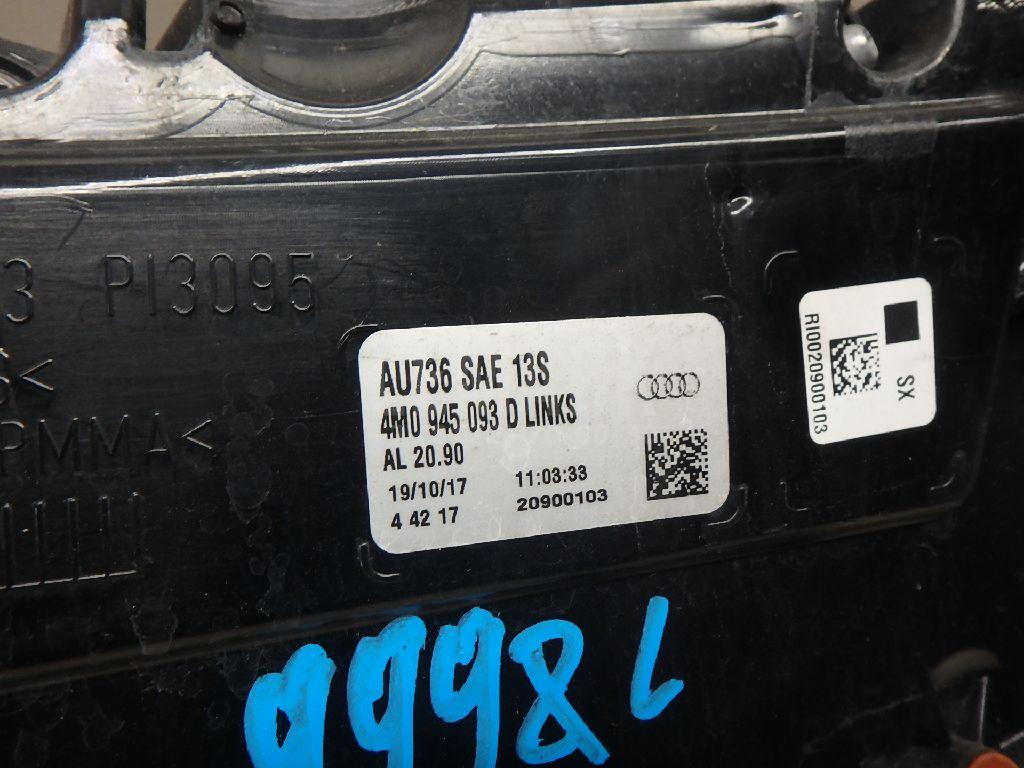 3 PI3095
<
PMMA<
AU736 SAE 13S
4M0 945 093 D LINKS
AL 20.90
19/10/17 11:03:33
4 42 17 20900103
RI0020900103
SX
9998L